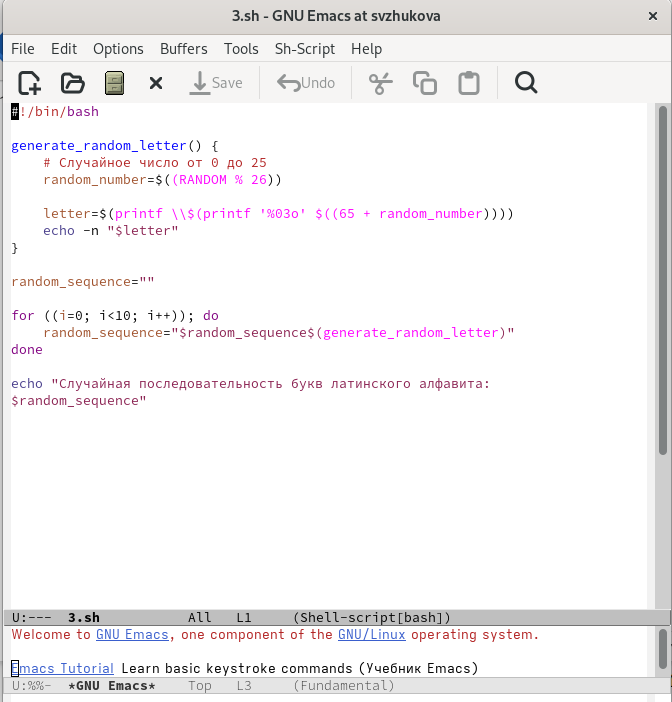 3.sh - GNU Emacs at svzhukova
File Edit Options Buffers Tools Sh-Script Help
Save Undo
#!/bin/bash
generate_random_letter() {
    # Случайное число от 0 до 25
    random_number=$((RANDOM % 26))
    letter=$(printf \\$(printf '%03o' $((65 + random_number))))
    echo -n "$letter"
}
random_sequence=""
for ((i=0; i<10; i++)); do
    random_sequence="$random_sequence$(generate_random_letter)"
done
echo "Случайная последовательность букв латинского алфавита:
$random_sequence"
U:--- 3.sh All L1 (Shell-script[bash])
Welcome to GNU Emacs, one component of the GNU/Linux operating system.
Emacs Tutorial Learn basic keystroke commands (Учебник Emacs)
U:%%- *GNU Emacs* Top L3 (Fundamental)